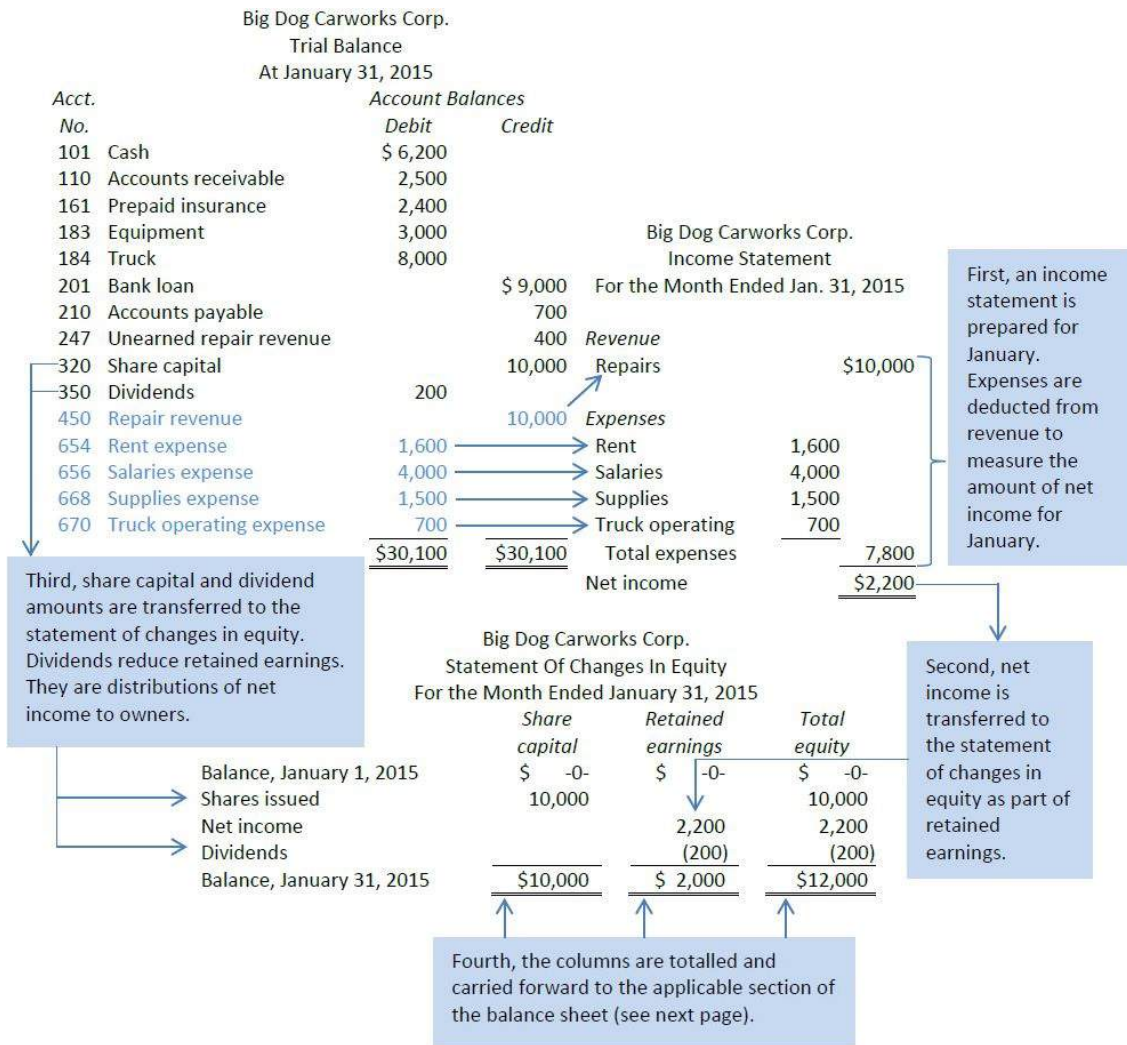 Big Dog Carworks Corp.
Trial Balance
At January 31, 2015
Acct. Account Balances
No. Debit Credit
101 Cash $ 6,200
110 Accounts receivable 2,500
161 Prepaid insurance 2,400
183 Equipment 3,000
184 Truck 8,000
201 Bank loan $ 9,000
210 Accounts payable 700
247 Unearned repair revenue 400
320 Share capital 10,000
350 Dividends 200
450 Repair revenue 10,000
654 Rent expense 1,600
656 Salaries expense 4,000
668 Supplies expense 1,500
670 Truck operating expense 700
$30,100 $30,100
Big Dog Carworks Corp.
Income Statement
For the Month Ended Jan. 31, 2015
Revenue
Repairs $10,000
Expenses
Rent 1,600
Salaries 4,000
Supplies 1,500
Truck operating 700
Total expenses 7,800
Net income $2,200
First, an income
statement is
prepared for
January.
Expenses are
deducted from
revenue to
measure the
amount of net
income for
January.
Third, share capital and dividend
amounts are transferred to the
statement of changes in equity.
Dividends reduce retained earnings.
They are distributions of net
income to owners.
Big Dog Carworks Corp.
Statement Of Changes In Equity
For the Month Ended January 31, 2015
Share Retained Total
capital earnings equity
Balance, January 1, 2015 $ -0- $ -0- $ -0-
Shares issued 10,000 10,000
Net income 2,200 2,200
Dividends (200) (200)
Balance, January 31, 2015 $10,000 $ 2,000 $12,000
Second, net
income is
transferred to
the statement
of changes in
equity as part of
retained
earnings.
Fourth, the columns are totalled and
carried forward to the applicable section of
the balance sheet (see next page).